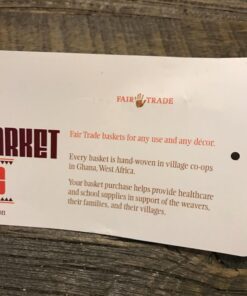 FAIR TRADE
ARKET
Fair Trade baskets for any use and any décor.
Every basket is hand-woven in village co-ops
in Ghana, West Africa.
Your basket purchase helps provide healthcare
and school supplies in support of the weavers,
their families, and their villages.
on